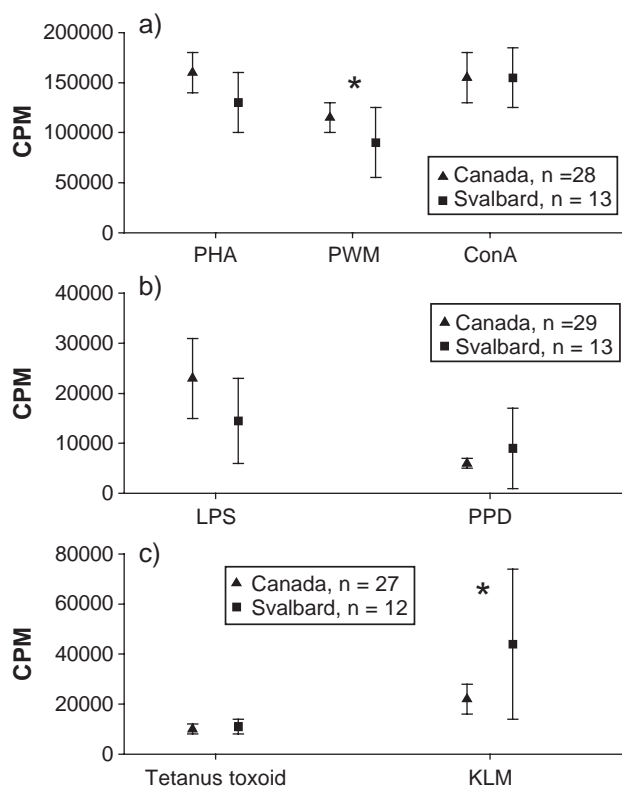 a)
200000
150000
100000
50000
0
CPM
*
Canada, n =28
Svalbard, n = 13
PHA PWM ConA
b)
40000
30000
20000
10000
0
CPM
Canada, n =29
Svalbard, n = 13
LPS PPD
c)
80000
60000
40000
20000
0
CPM
Canada, n = 27
Svalbard, n = 12
*
Tetanus toxoid KLM